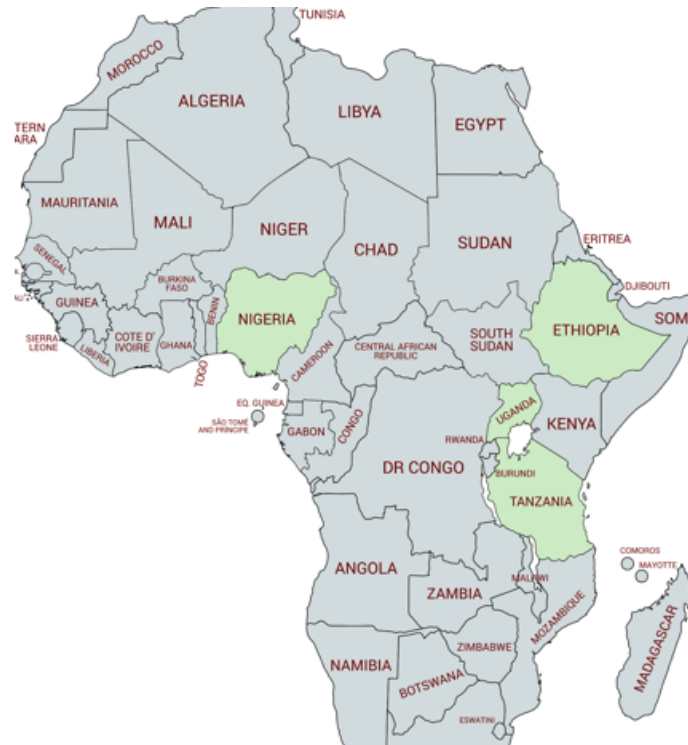 TUNISIA
MOROCCO
ALGERIA
LIBYA
EGYPT
TERN
ARA
MAURITANIA
MALI
NIGER
CHAD
SUDAN
ERITREA
SENEGAL
BURKINA
FASO
DJIBOUTI
GUINEA
NIGERIA
BENIN
SOM
ETHIOPIA
SOUTH
SUDAN
SIERRA
LEONE
LIBERIA
COTE D'
IVOIRE
GHANA
TOGO
CAMEROON
CENTRAL AFRICAN
REPUBLIC
EQ. GUINEA
SÃO TOMÉ
AND PRÍNCIPE
GABON
CONGO
UGANDA
KENYA
RWANDA
DR CONGO
BURUNDI
TANZANIA
COMOROS
MAYOTTE
ANGOLA
ZAMBIA
MALAWI
MOZAMBIQUE
MADAGASCAR
ZIMBABWE
NAMIBIA
BOTSWANA
ESWATINI